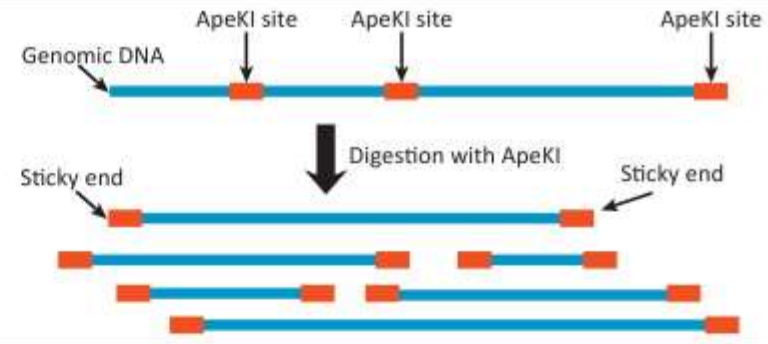 ApeKI site
ApeKI site
ApeKI site
Genomic DNA
Digestion with ApeKI
Sticky end
Sticky end